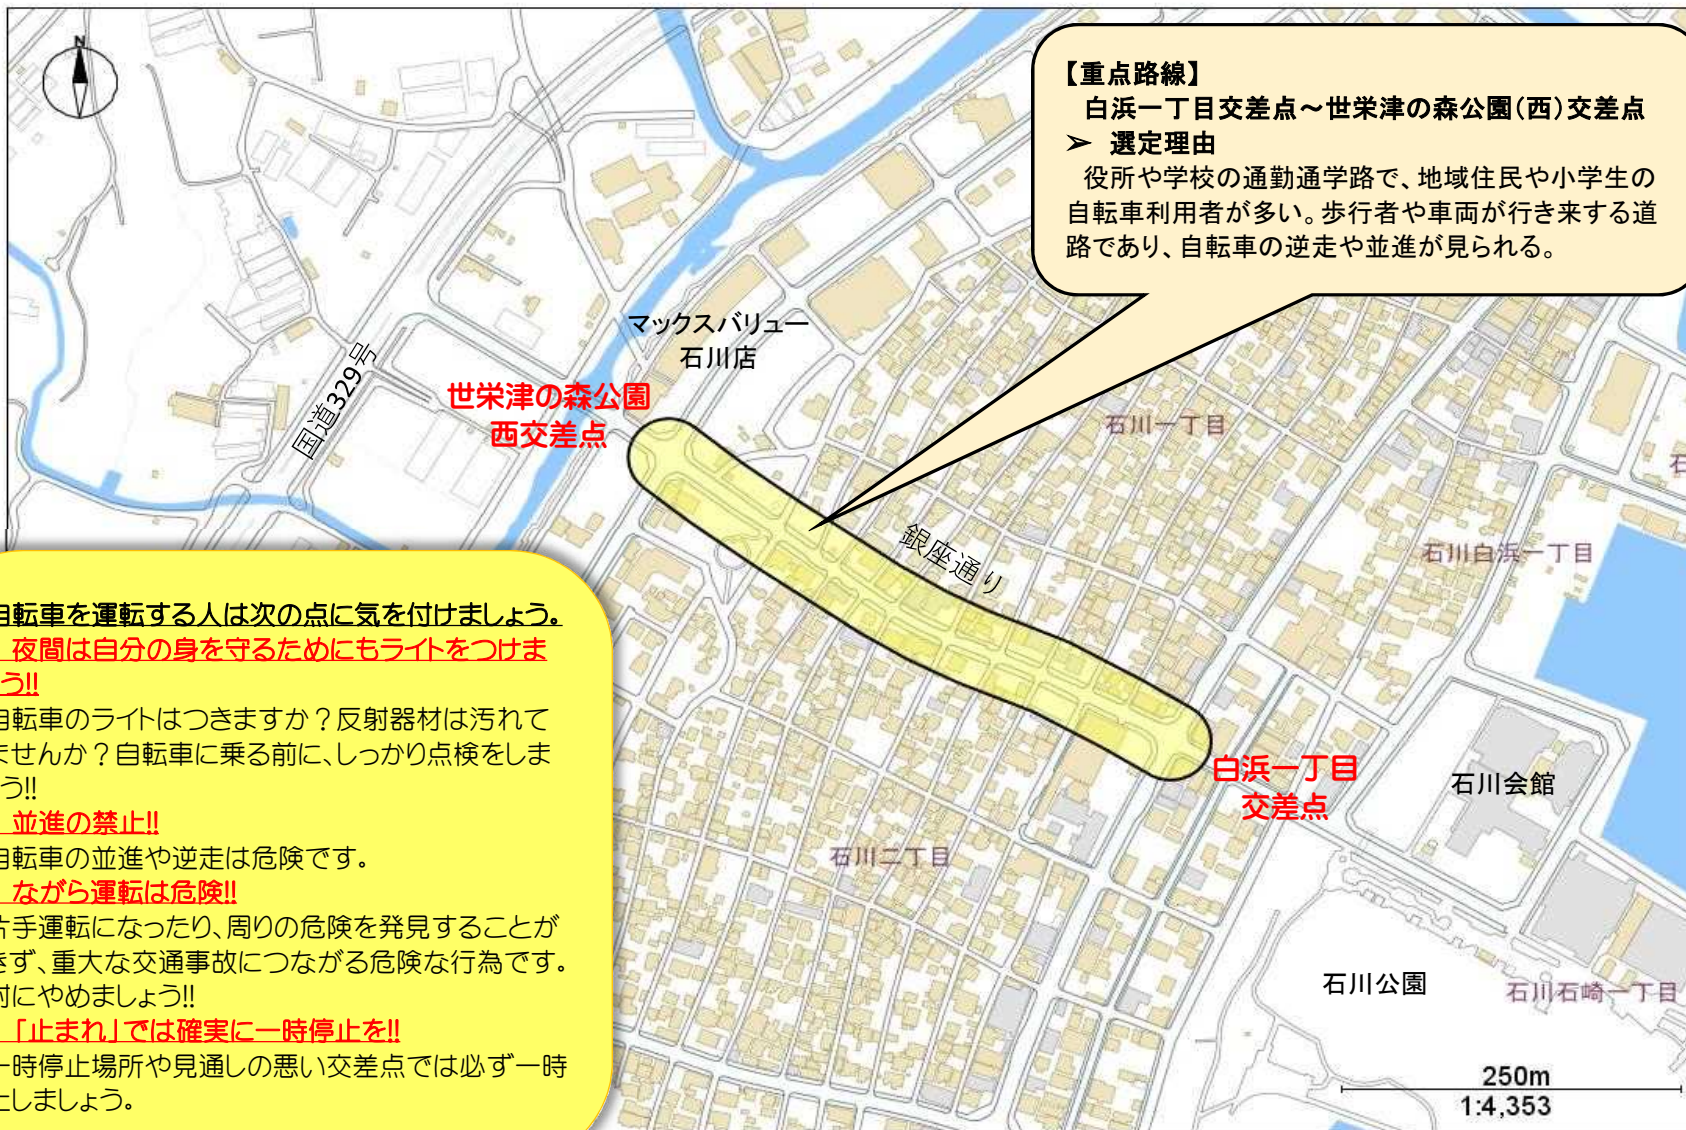 N
【重点路線】
白浜一丁目交差点～世栄津の森公園(西)交差点
➢ 選定理由
役所や学校の通勤通学路で、地域住民や小学生の
自転車利用者が多い。歩行者や車両が行き来する道
路であり、自転車の逆走や並進が見られる。
マックスバリュー
石川店
国道329号
世栄津の森公園
西交差点
石川一丁目
石
銀座通り
石川白浜一丁目
白浜一丁目
交差点
石川会館
石川二丁目
石川公園
石川石崎一丁目
250m
1:4,353
自転車を運転する人は次の点に気を付けましょう。
夜間は自分の身を守るためにもライトをつけま
う!!
自転車のライトはつきますか？反射器材は汚れて
ませんか？自転車に乗る前に、しっかり点検をしま
う!!
並進の禁止!!
自転車の並進や逆走は危険です。
ながら運転は危険!!
片手運転になったり、周りの危険を発見することが
きず、重大な交通事故につながる危険な行為です。
対にやめましょう!!
「止まれ」では確実に一時停止を!!
一時停止場所や見通しの悪い交差点では必ず一時
止しましょう。